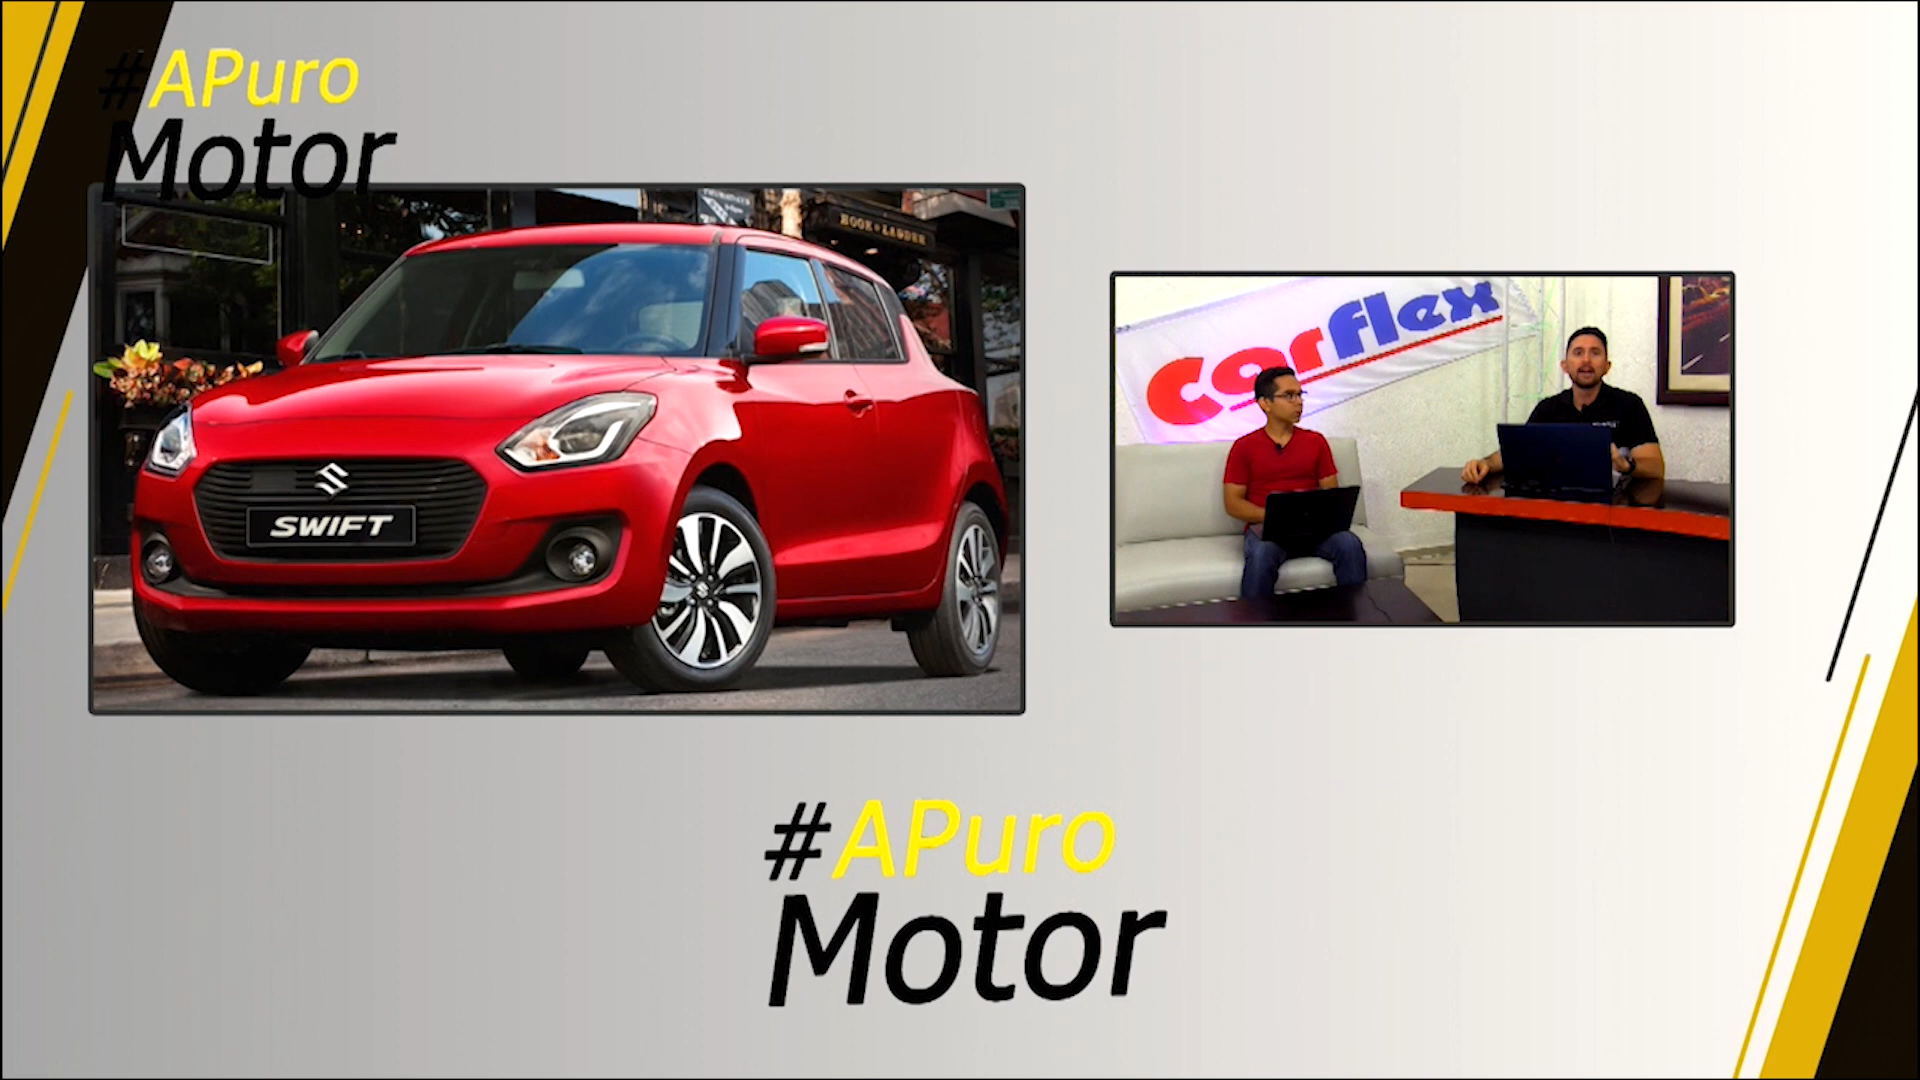 #APuro
Motor
HOOK & LADDER
SWIFT
Carflex
#APuro
Motor